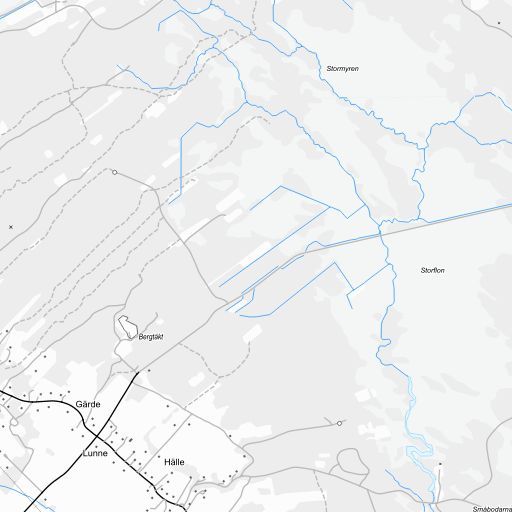 Stormyren
Storflon
Bergtäkt
Gärde
Lunne
Hälle
Småbodarna